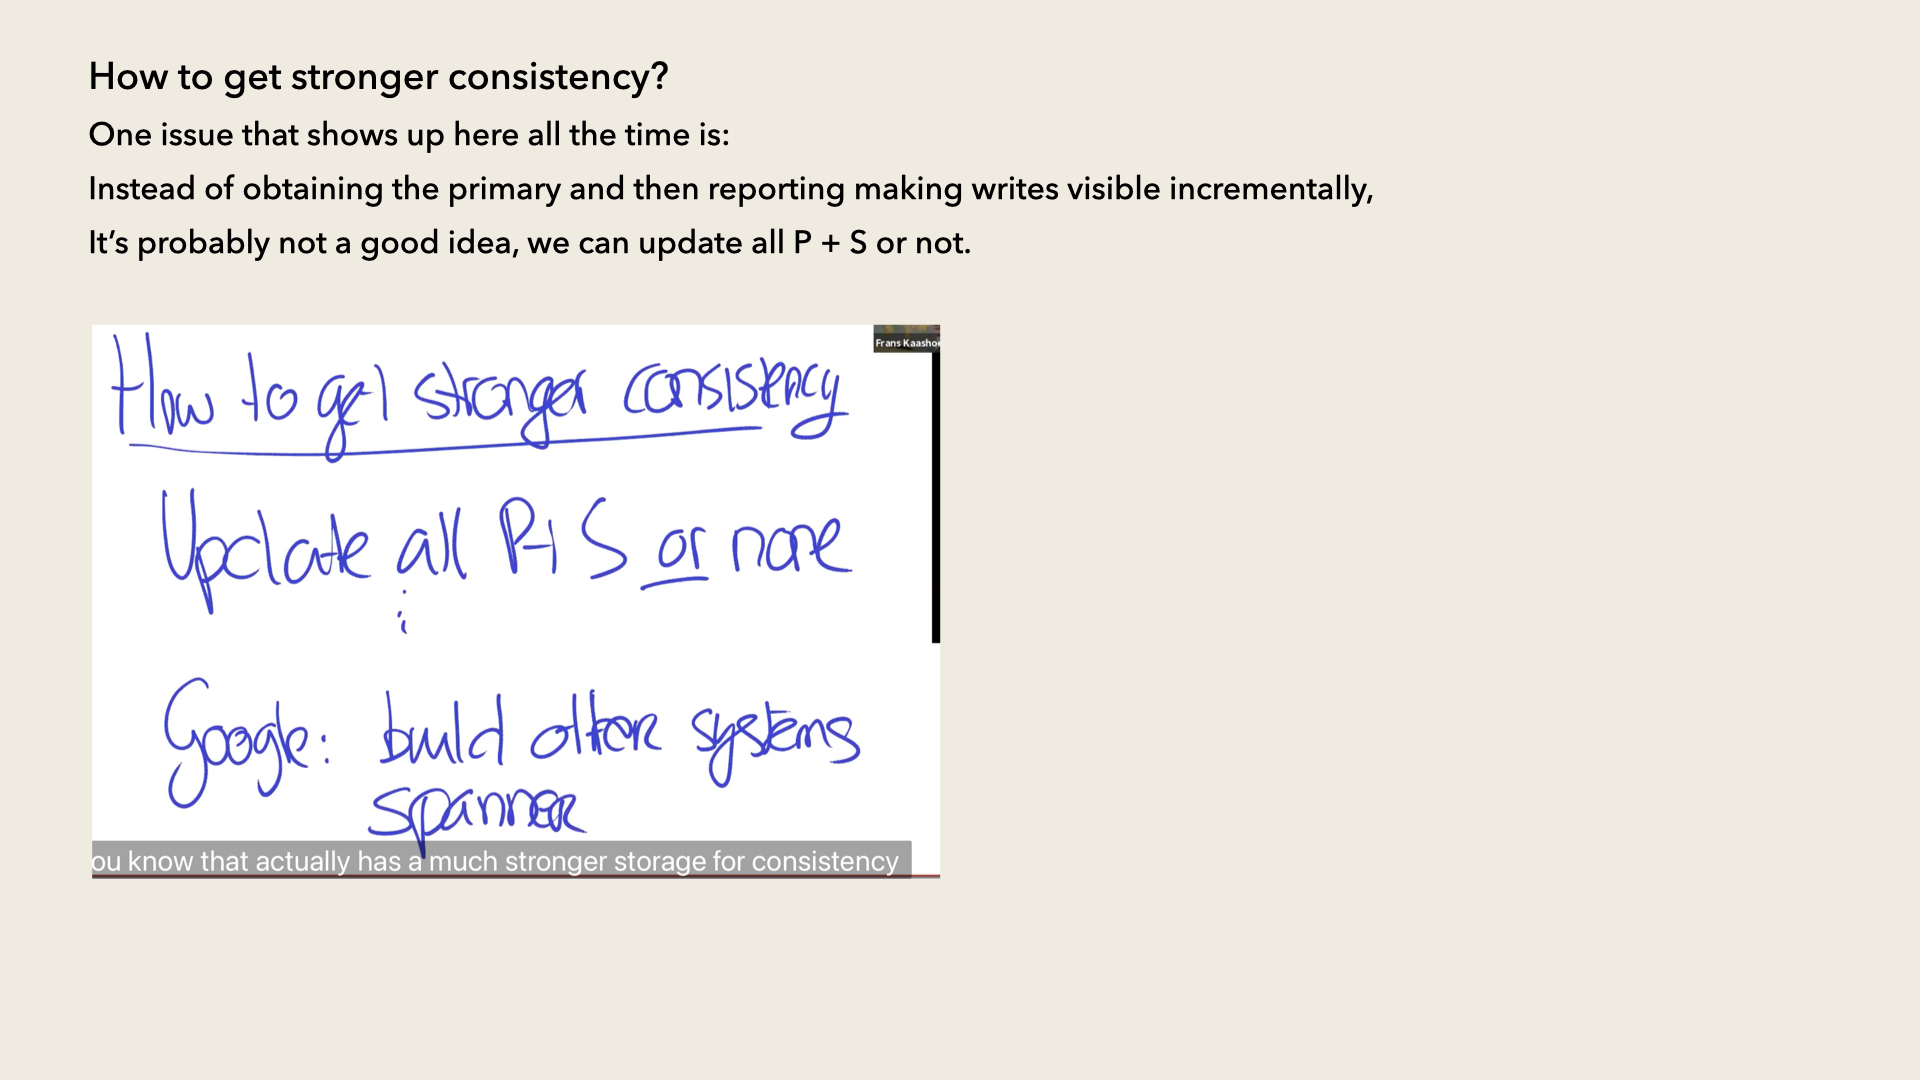 How to get stronger consistency?
One issue that shows up here all the time is:
Instead of obtaining the primary and then reporting making writes visible incrementally,
It's probably not a good idea, we can update all P + S or not.
Frans Kaasho
How to get stronger consistency
Update all P+ S or none
Google: build other systems
spanner
ou know that actually has a much stronger storage for consistency